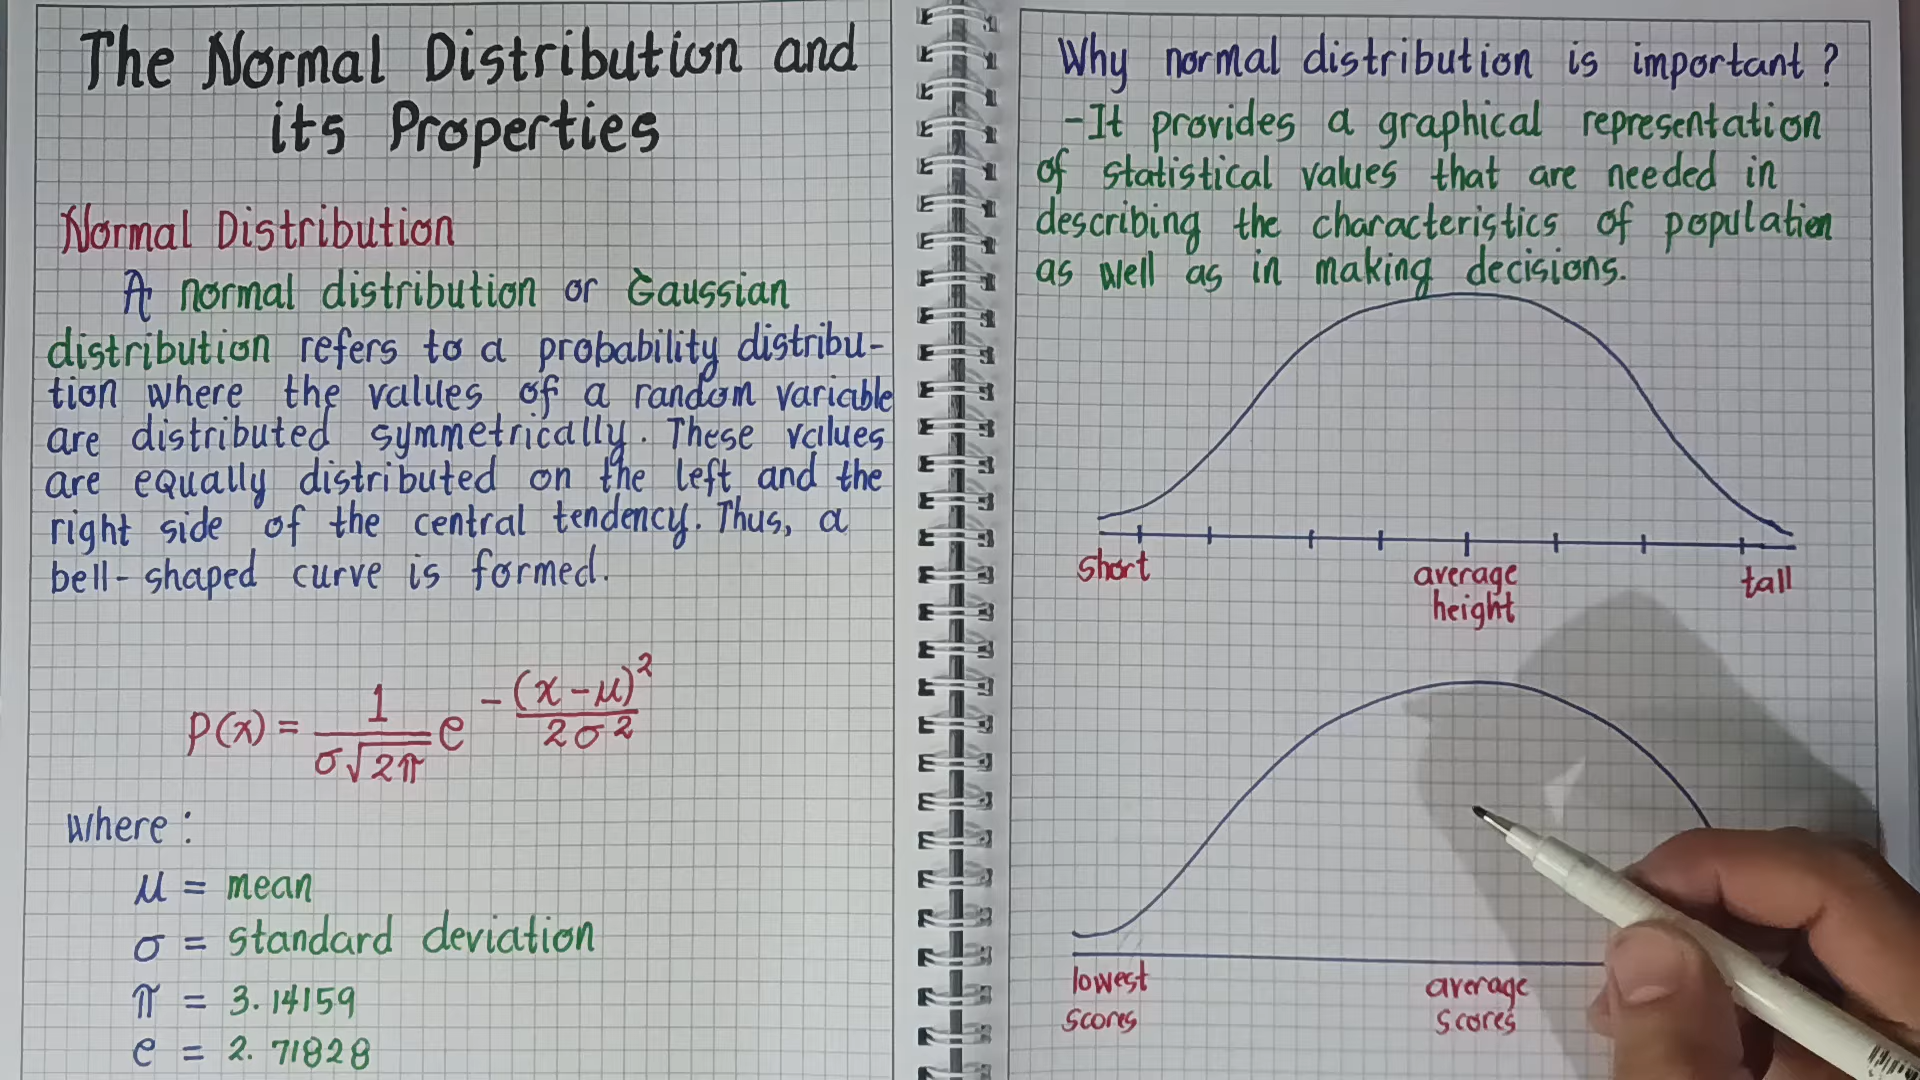 The Normal Distribution and
its Properties
Normal Distribution
A normal distribution or Gaussian
distribution refers to a probability distribu-
tion where the values of a random variable
are distributed symmetrically. These values
are equally distributed on the left and the
right side of the central tendency. Thus, a
bell-shaped curve is formed.
P(x) = 1/(σ√2π) e^(-(x-μ)²/2σ²)
where:
μ = mean
σ = standard deviation
π = 3.14159
e = 2.71828
Why normal distribution is important?
-It provides a graphical representation
of statistical values that are needed in
describing the characteristics of population
as well as in making decisions.
short
average
height
tall
lowest
scores
average
scores